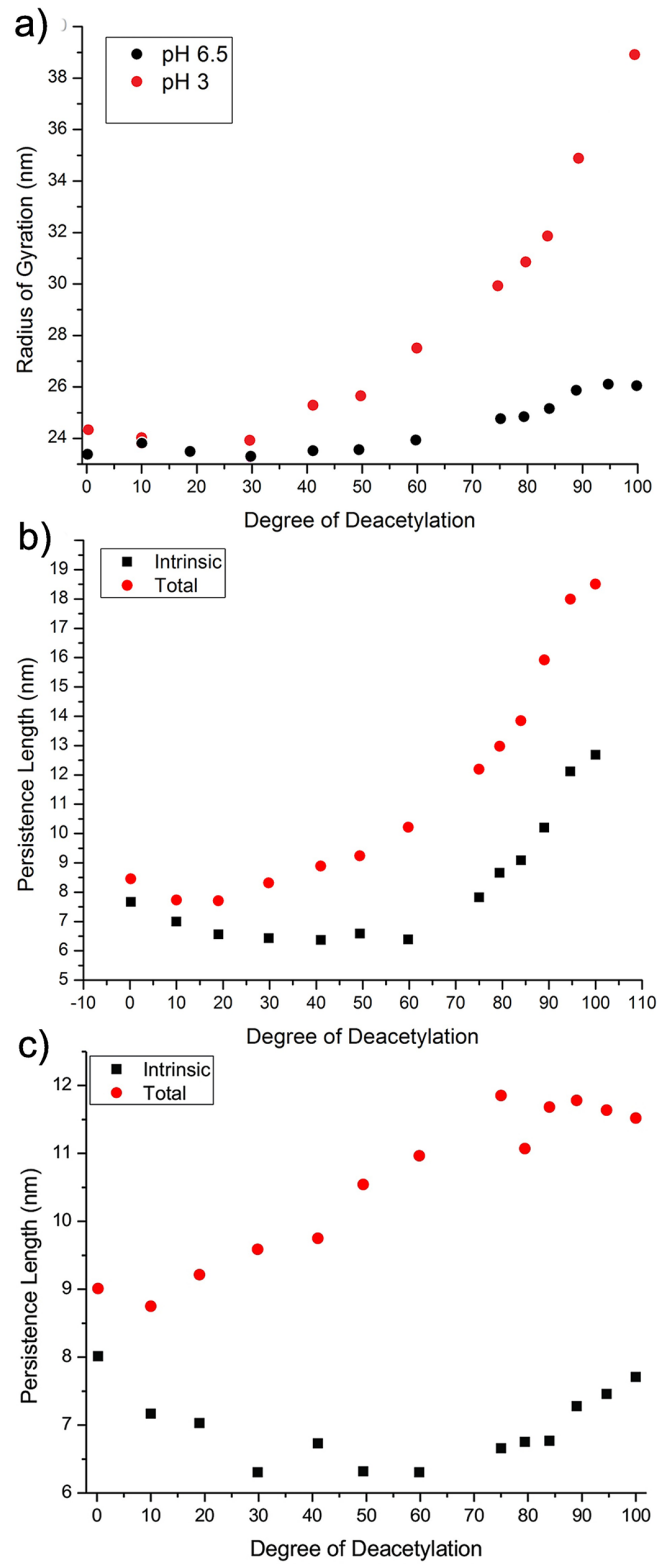 a)
pH 6.5
pH 3
38
36
34
32
30
28
26
24
Radius of Gyration (nm)
0 10 20 30 40 50 60 70 80 90 100
Degree of Deacetylation
b)
Intrinsic
Total
19
18
17
16
15
14
13
12
11
10
9
8
7
6
5
Persistence Length (nm)
-10 0 10 20 30 40 50 60 70 80 90 100 110
Degree of Deacetylation
c)
Intrinsic
Total
12
11
10
9
8
7
6
Persistence Length (nm)
0 10 20 30 40 50 60 70 80 90 100
Degree of Deacetylation